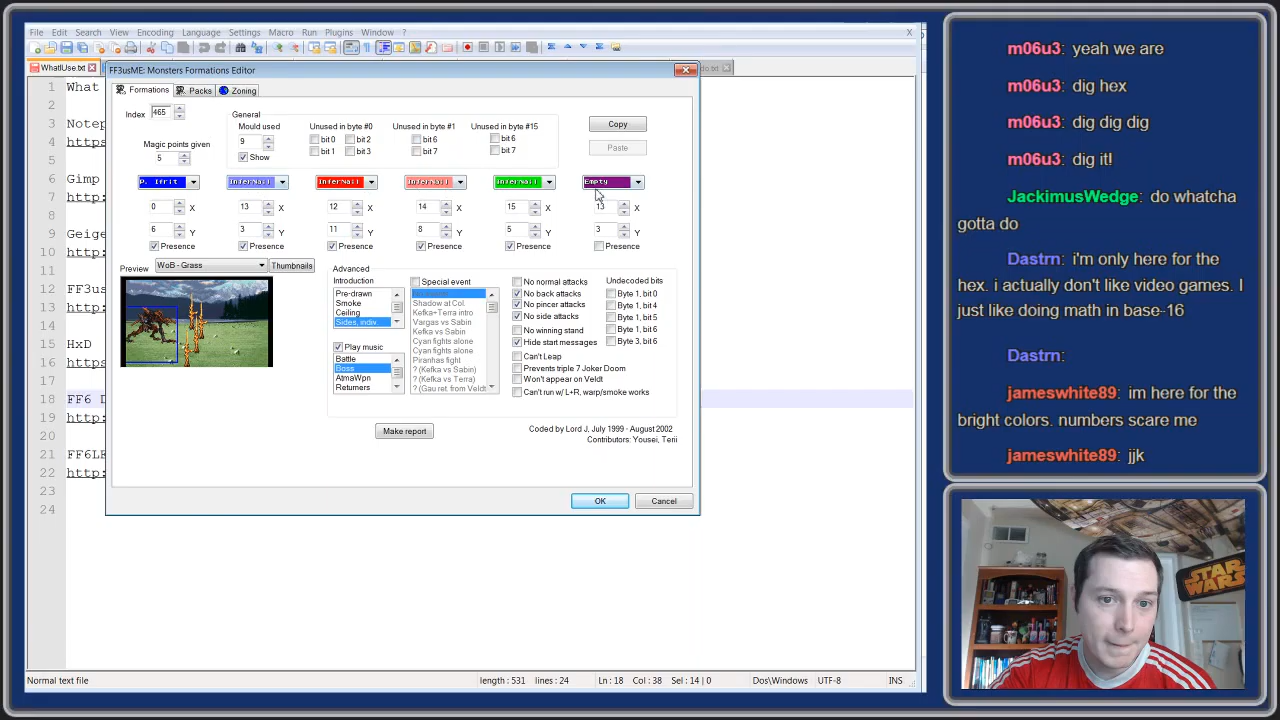 File Edit Search View Encoding Language Settings Macro Run Plugins Window ? X
WhatIUse.txt
do.txt
FF3usME: Monsters Formations Editor
Formations Packs Zoning
Index 465
General
Mould used
9
Show
Unused in byte #0
bit 0 bit 2
bit 1 bit 3
Unused in byte #1
bit 6
bit 7
Unused in byte #15
bit 6
bit 7
Copy
Paste
Magic points given
5
P. Ifrit InferNall InferNall InferNall InferNall Empty
0 X 13 X 12 X 14 X 15 X 13 X
6 Y 3 Y 11 Y 8 Y 5 Y 3 Y
Presence Presence Presence Presence Presence Presence
Preview WoB - Grass Thumbnails
Advanced
Introduction
Pre-drawn
Smoke
Ceiling
Sides, indiv.
Play music
Battle
Boss
AtmaWpn
Returners
Special event
Shadow at Col.
Kefka+Terra intro
Vargas vs Sabin
Kefka vs Sabin
Cyan fights alone
Cyan fights alone
Piranhas fight
? (Kefka vs Sabin)
? (Kefka vs Terra)
? (Gau ret. from Veldt
No normal attacks
No back attacks
No pincer attacks
No side attacks
No winning stand
Hide start messages
Can't Leap
Prevents triple 7 Joker Doom
Won't appear on Veldt
Can't run w/ L+R, warp/smoke works
Undecoded bits
Byte 1, bit 0
Byte 1, bit 4
Byte 1, bit 5
Byte 1, bit 6
Byte 3, bit 6
Make report
Coded by Lord J. July 1999 - August 2002
Contributors: Yousei, Terii
OK Cancel
1 What
2
3 Notep
4 https
5
6 Gimp
7 http:
8
9 Geige
10 http:
11
12 FF3us
13 http:
14
15 HxD
16 https
17
18 FF6 D
19 http:
20
21 FF6LE
22 http:
23
24
Normal text file length : 531 lines : 24 Ln : 18 Col : 38 Sel : 14 | 0 Dos\Windows UTF-8 INS
m06u3: yeah we are
m06u3: dig hex
m06u3: dig dig dig
m06u3: dig it!
JackimusWedge: do whatcha
gotta do
Dastrn: i'm only here for the
hex. i actually don't like video games. I
just like doing math in base-16
Dastrn:
jameswhite89: im here for the
bright colors. numbers scare me
jameswhite89: jjk
STAR
WARS